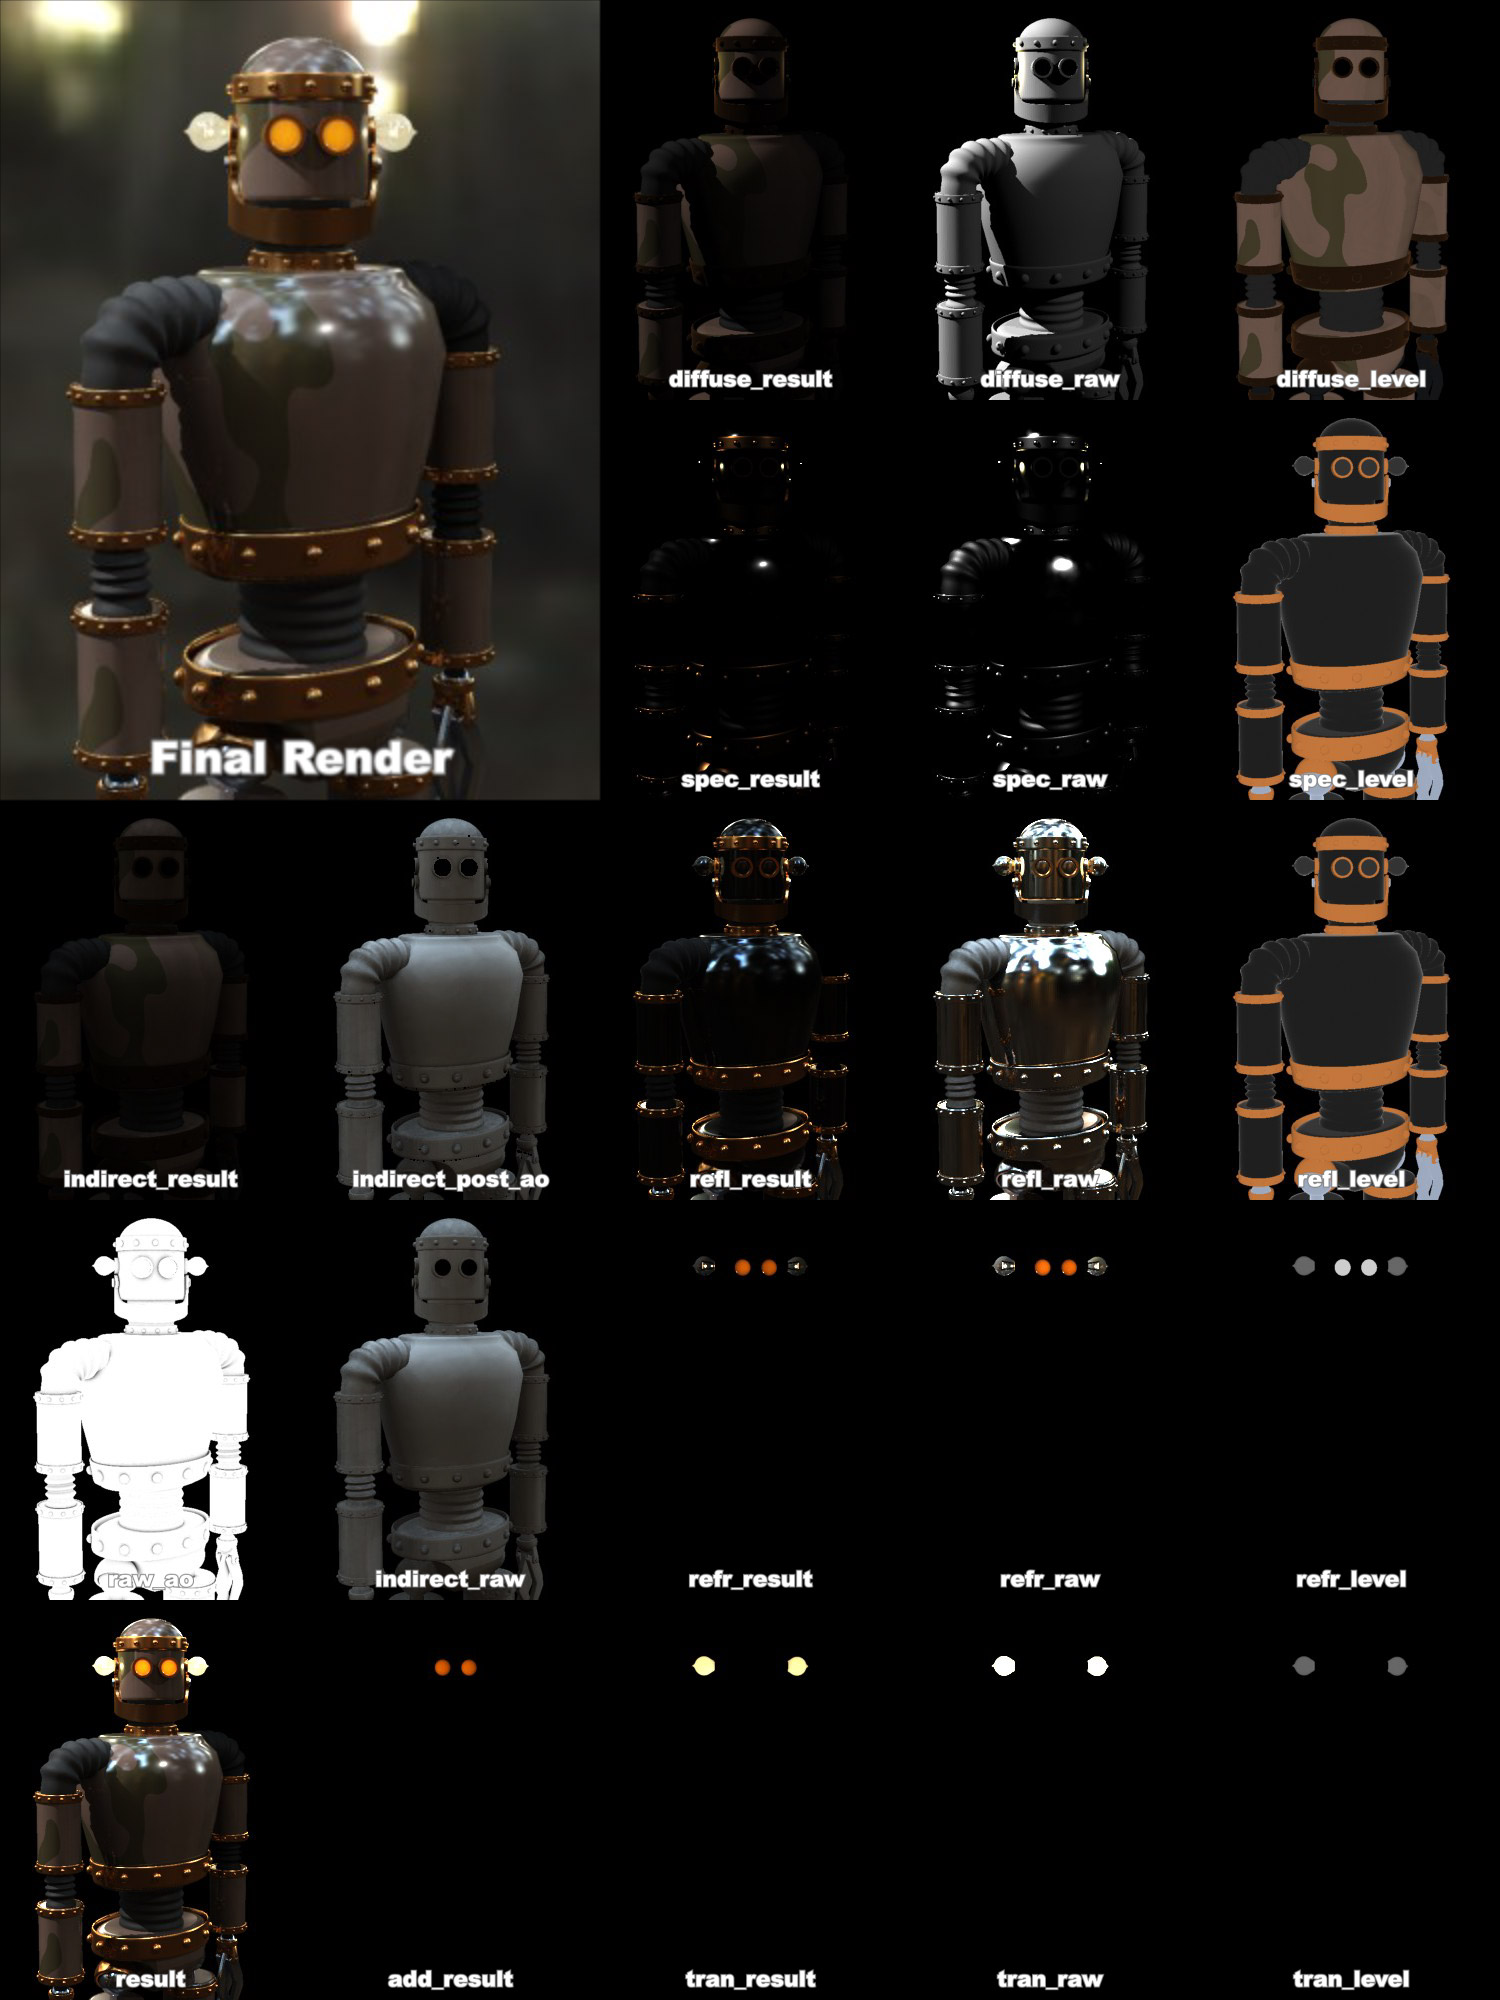 diffuse_result
diffuse_raw
diffuse_level
Final Render
spec_result
spec_raw
spec_level
indirect_result
indirect_post_ao
refl_result
refl_raw
refl_level
raw_ao
indirect_raw
refr_result
refr_raw
refr_level
result
add_result
tran_result
tran_raw
tran_level